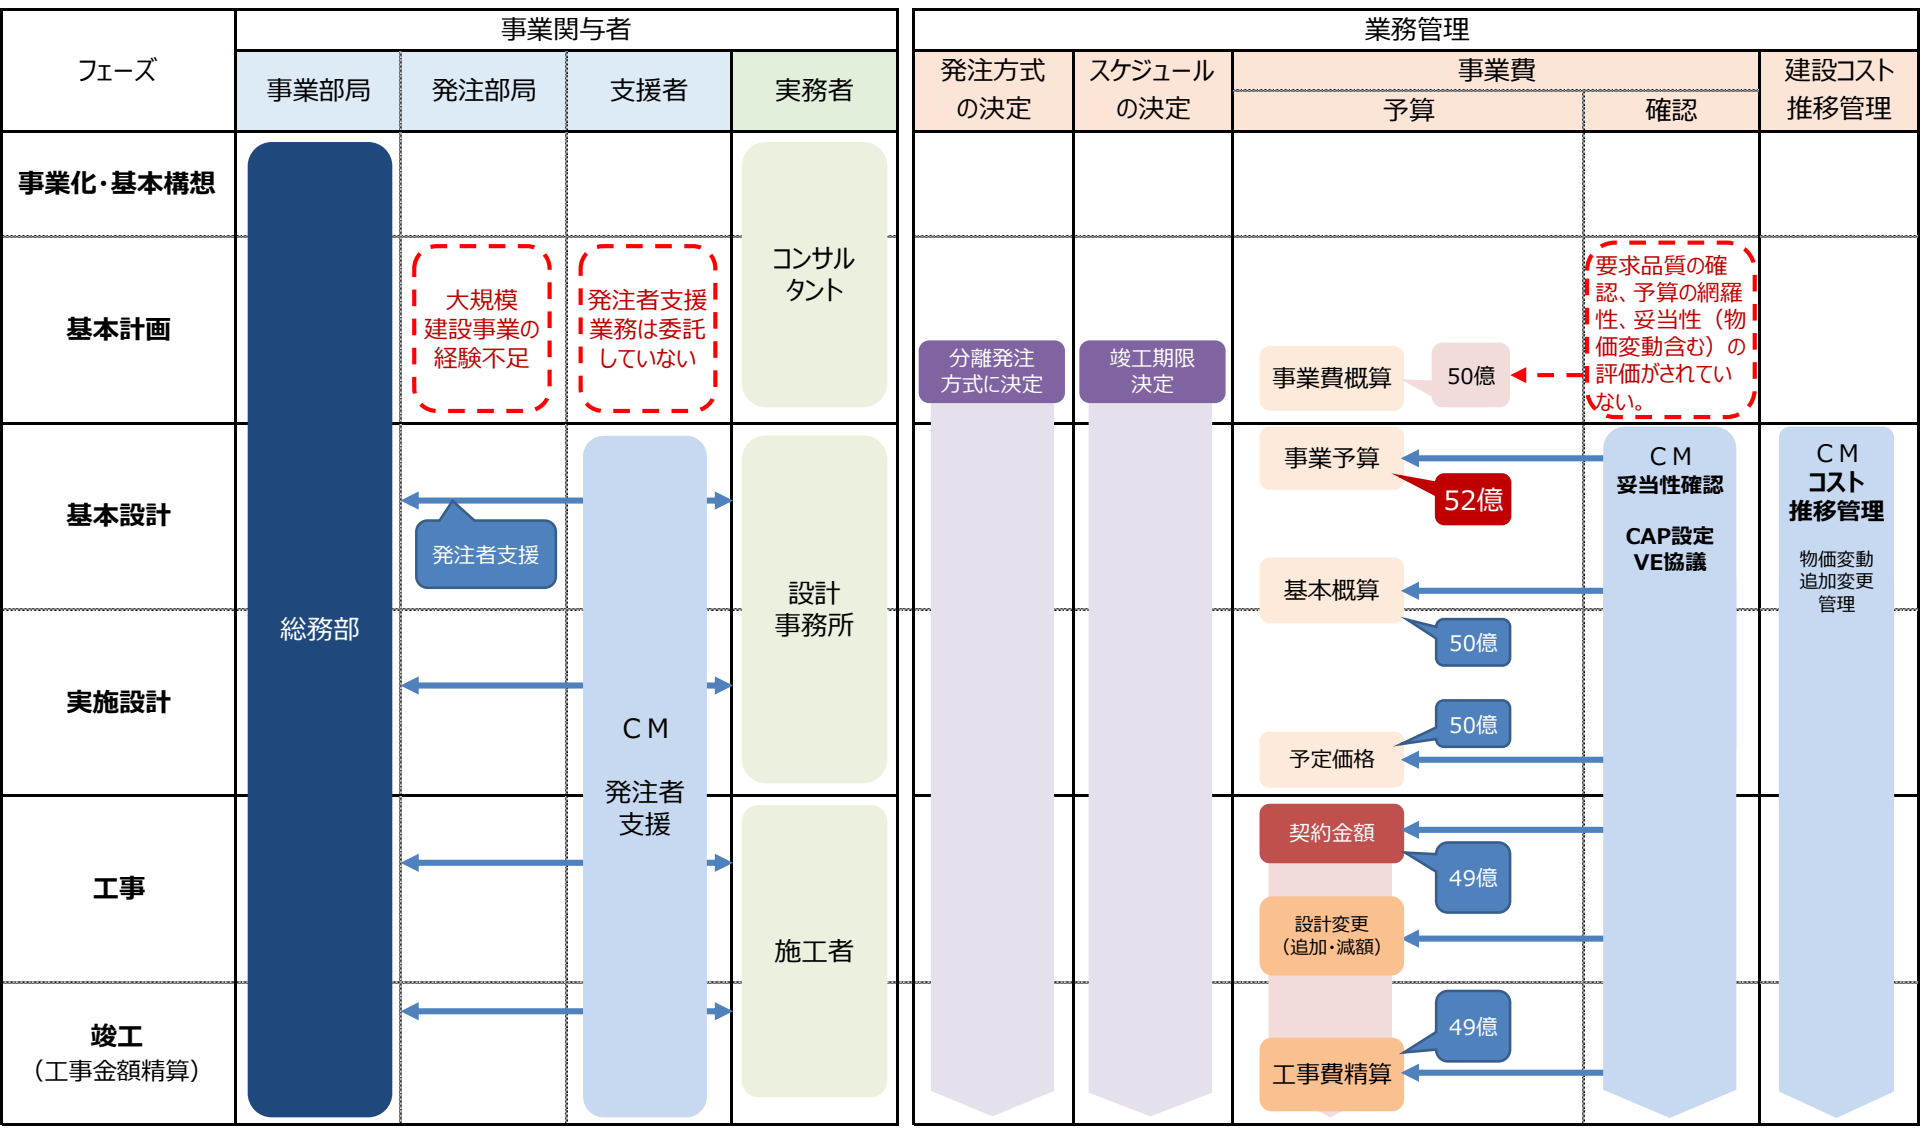 フェーズ
事業関与者
業務管理
事業部局
発注部局
支援者
実務者
発注方式
の決定
スケジュール
の決定
事業費
予算
確認
建設コスト
推移管理
事業化・基本構想
基本計画
基本設計
実施設計
工事
竣工
（工事金額精算）
総務部
大規模
建設事業の
経験不足
発注者支援
業務は委託
していない
コンサル
タント
発注者支援
設計
事務所
ＣＭ
発注者
支援
施工者
分離発注
方式に決定
竣工期限
決定
事業費概算
50億
要求品質の確
認、予算の網羅
性、妥当性（物
価変動含む）の
評価がされてい
ない。
事業予算
52億
基本概算
50億
50億
予定価格
契約金額
49億
設計変更
（追加・減額）
49億
工事費精算
ＣＭ
妥当性確認
CAP設定
VE協議
ＣＭ
コスト
推移管理
物価変動
追加変更
管理